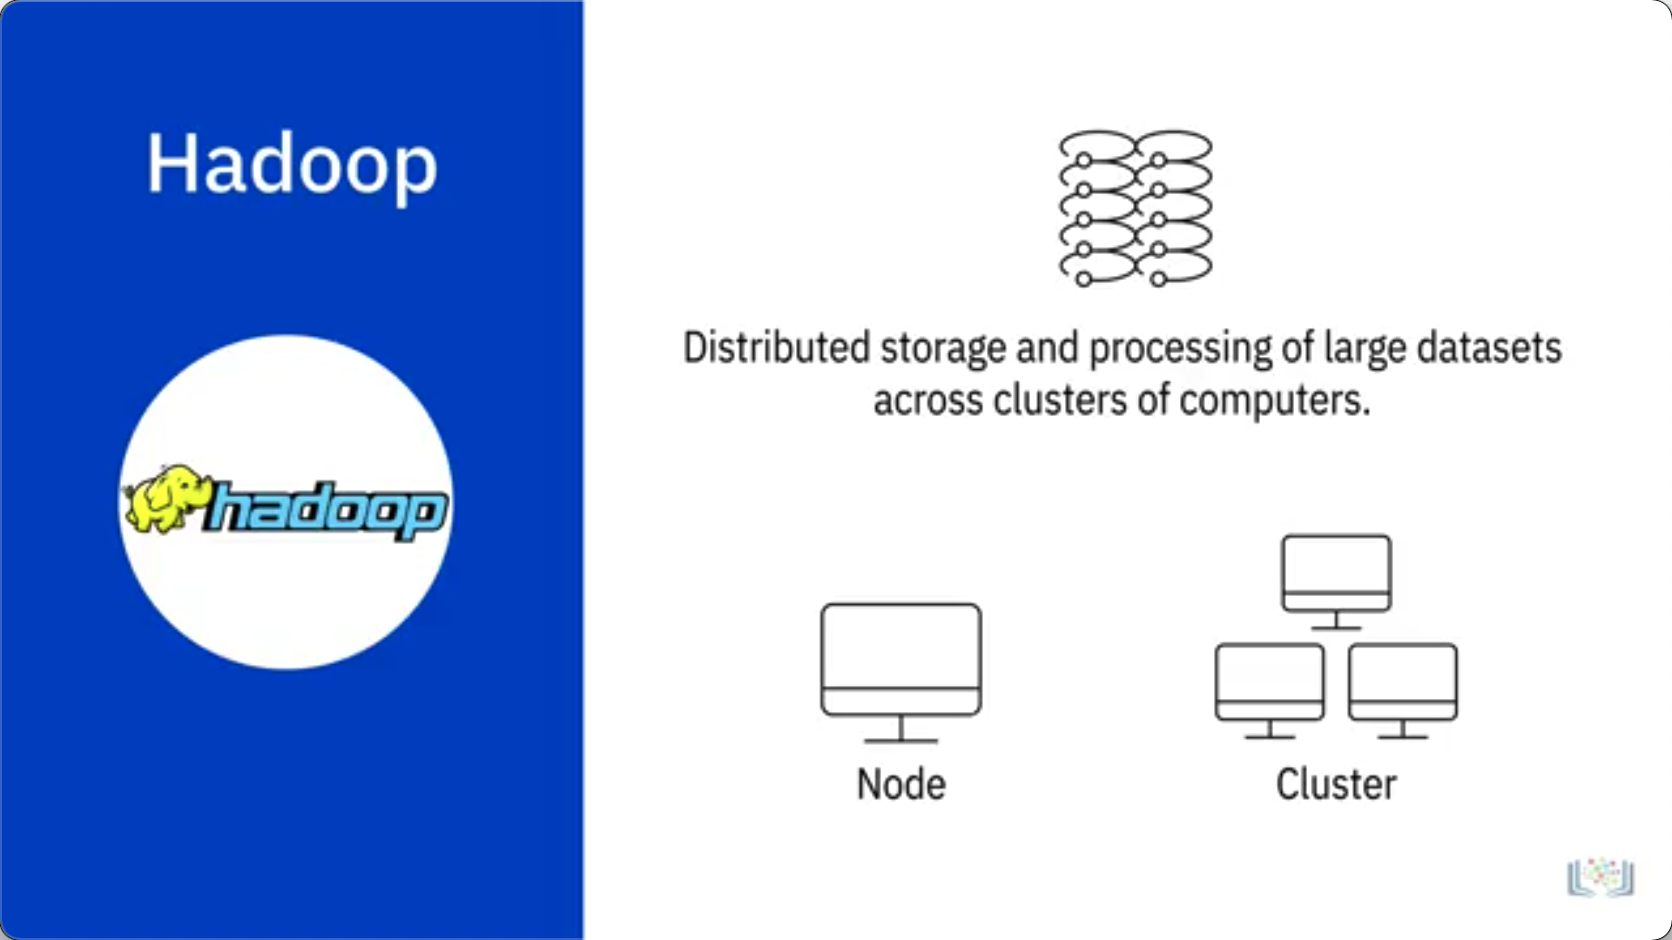 Hadoop
hadoop
Distributed storage and processing of large datasets
across clusters of computers.
Node
Cluster